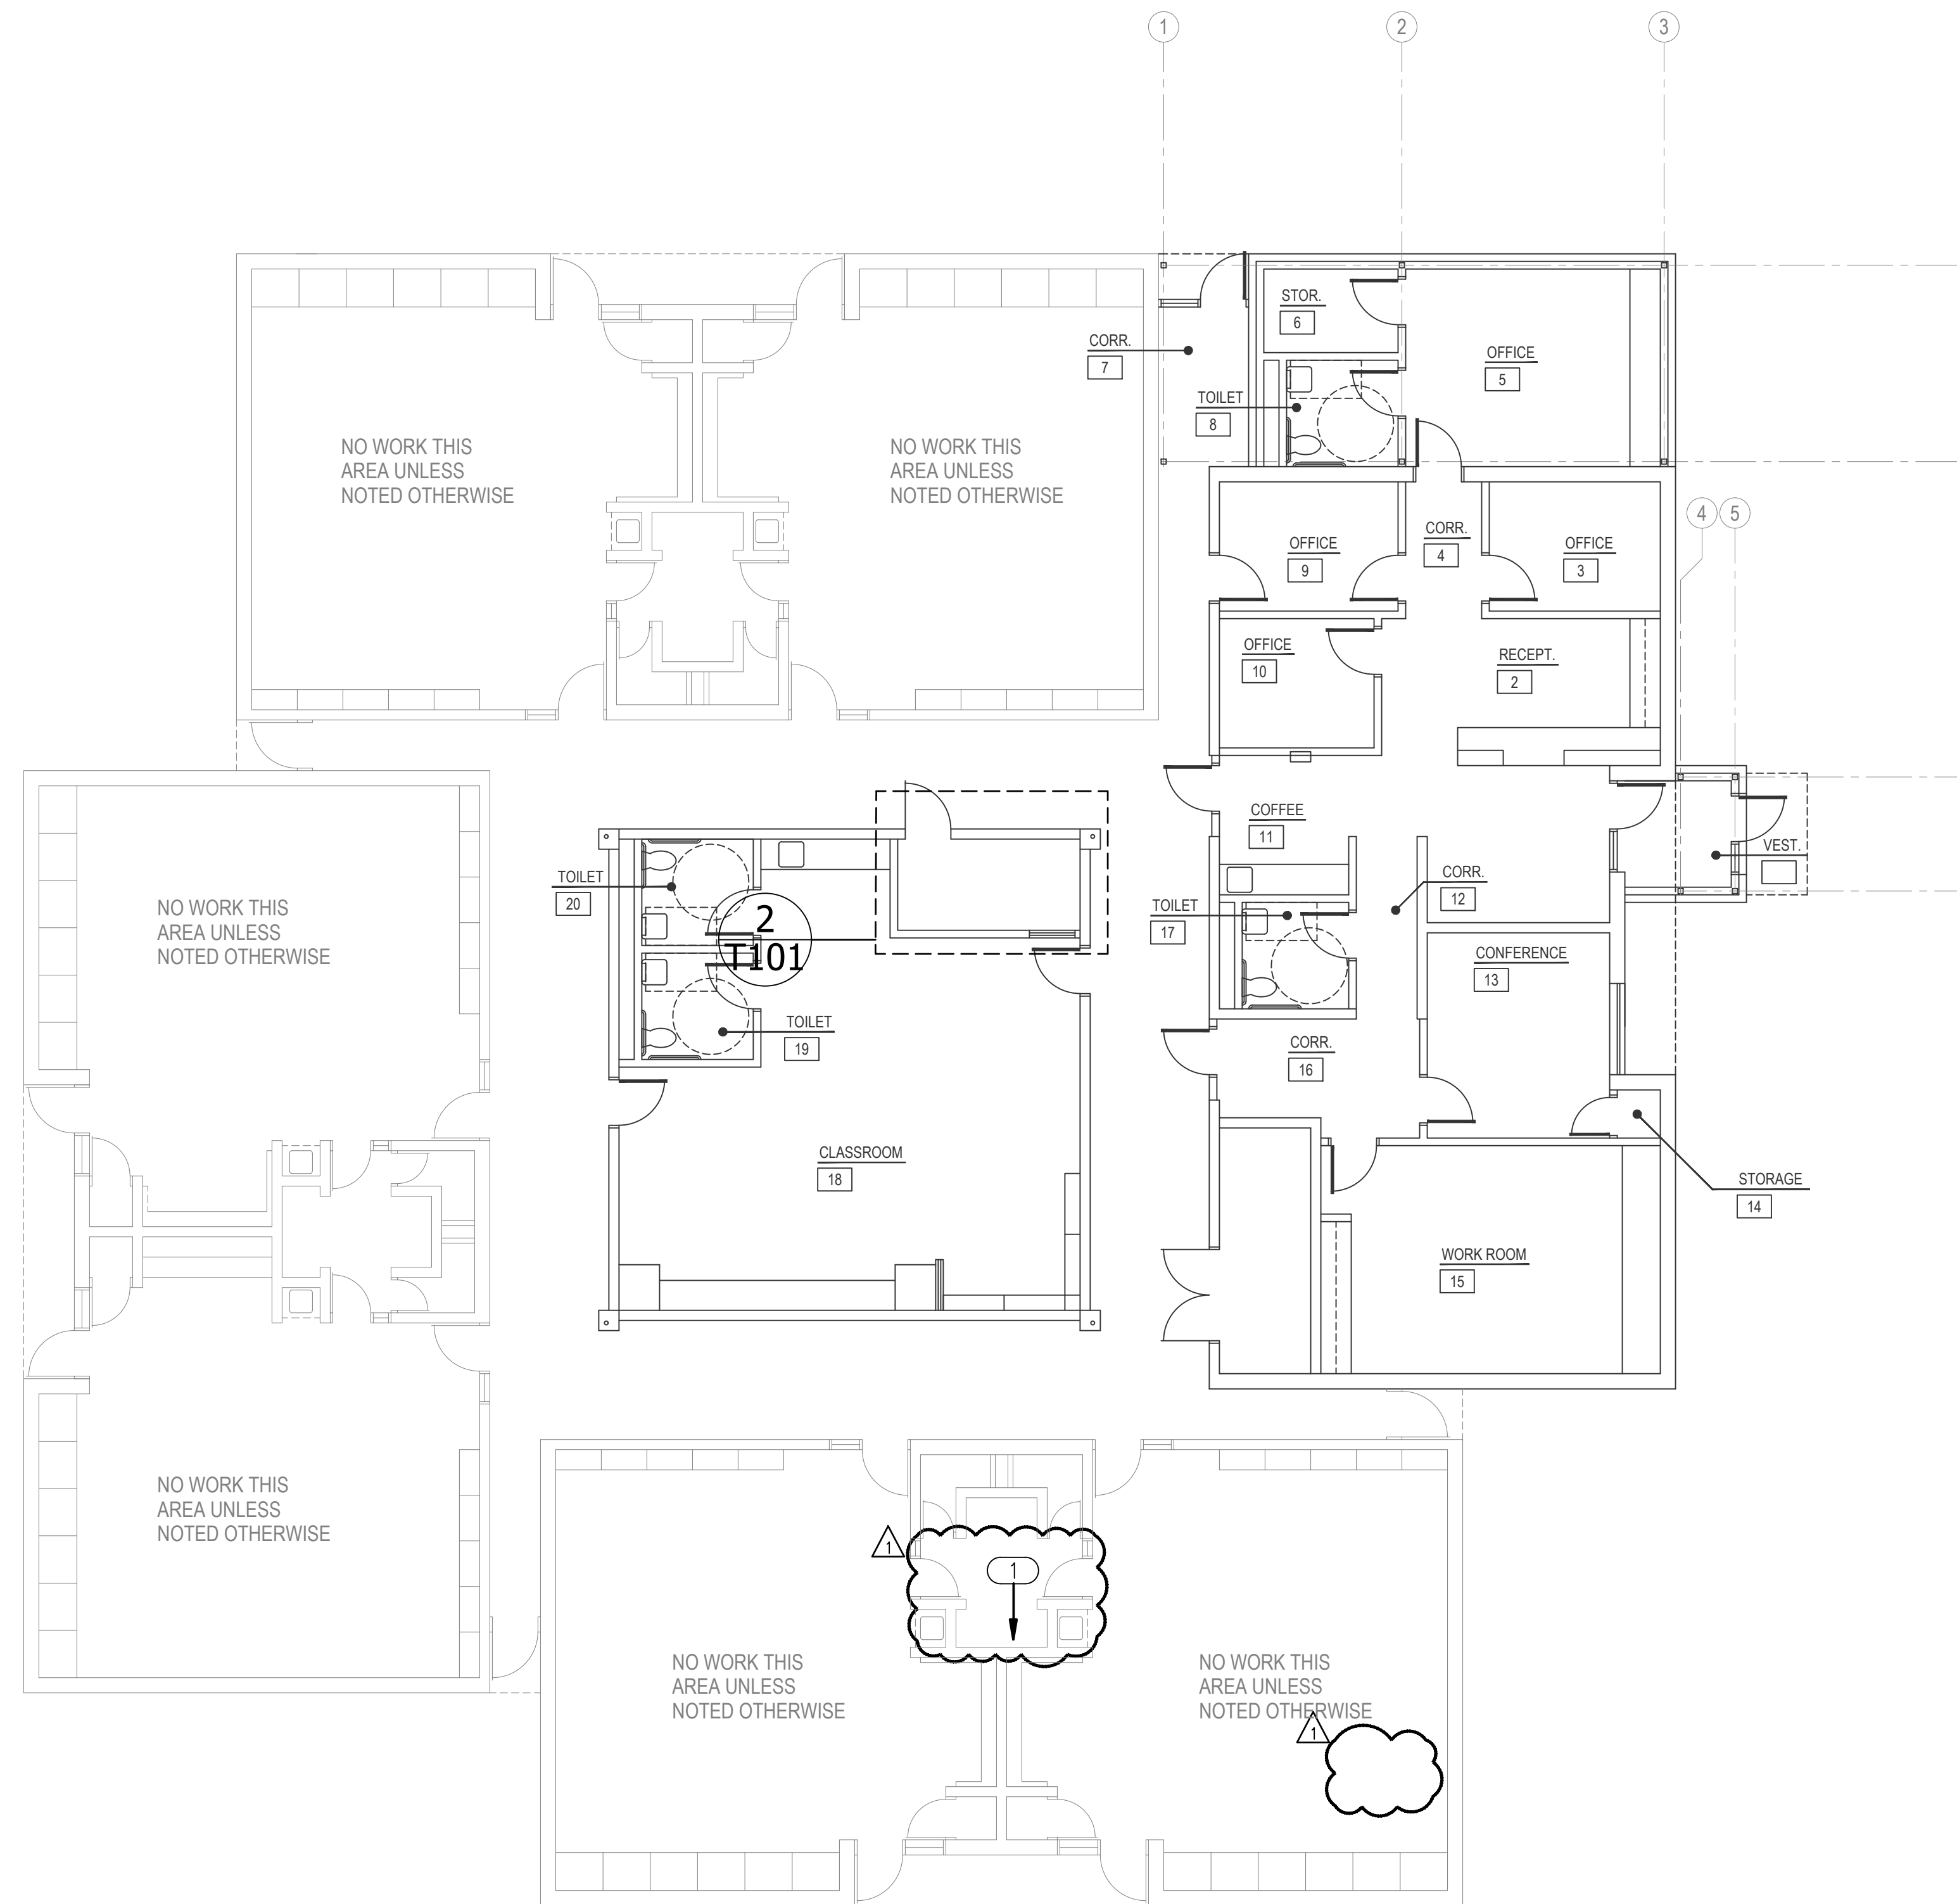 1
2
3
STOR.
6
CORR.
7
OFFICE
5
TOILET
8
NO WORK THIS
AREA UNLESS
NOTED OTHERWISE
NO WORK THIS
AREA UNLESS
NOTED OTHERWISE
4
5
CORR.
4
OFFICE
9
OFFICE
3
OFFICE
10
RECEPT.
2
COFFEE
11
VEST.
TOILET
20
CORR.
12
TOILET
17
NO WORK THIS
AREA UNLESS
NOTED OTHERWISE
2
T101
CONFERENCE
13
TOILET
19
CORR.
16
CLASSROOM
18
STORAGE
14
WORK ROOM
15
NO WORK THIS
AREA UNLESS
NOTED OTHERWISE
1
1
NO WORK THIS
AREA UNLESS
NOTED OTHERWISE
NO WORK THIS
AREA UNLESS
NOTED OTHERWISE
1